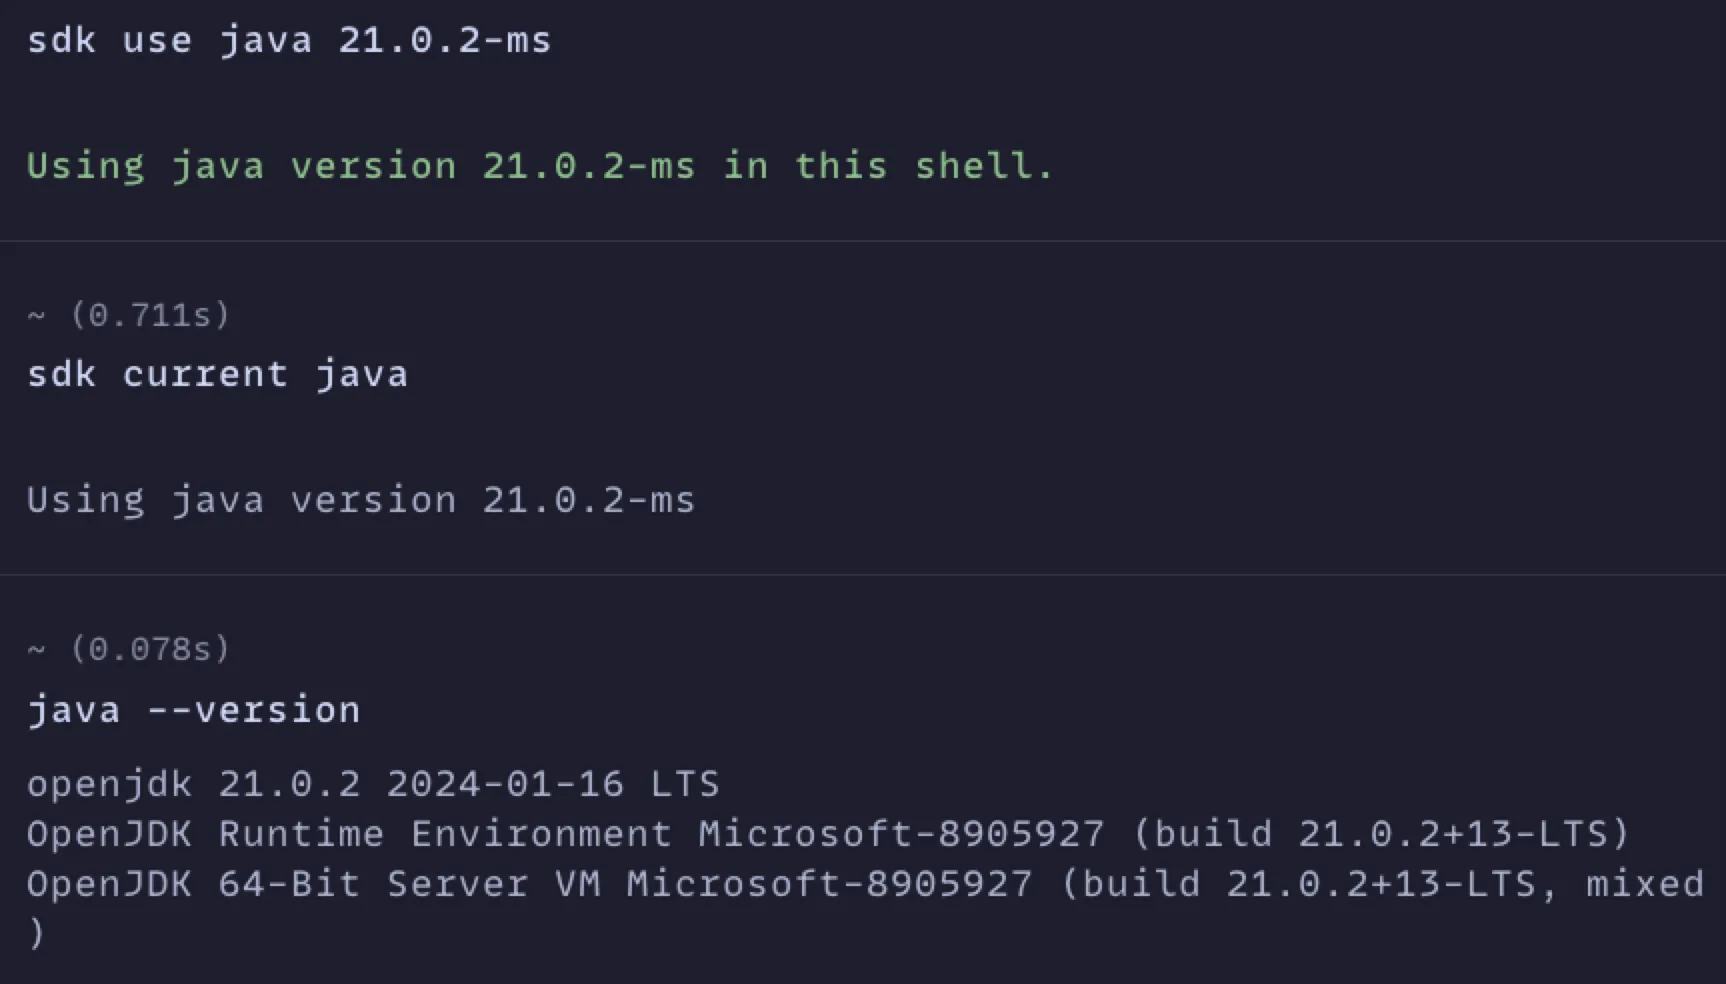 sdk use java 21.0.2-ms
Using java version 21.0.2-ms in this shell.
~ (0.711s)
sdk current java
Using java version 21.0.2-ms
~ (0.078s)
java --version
openjdk 21.0.2 2024-01-16 LTS
OpenJDK Runtime Environment Microsoft-8905927 (build 21.0.2+13-LTS)
OpenJDK 64-Bit Server VM Microsoft-8905927 (build 21.0.2+13-LTS, mixed
)